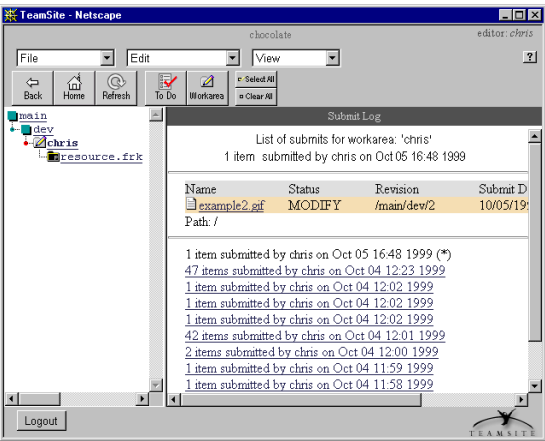 TeamSite - Netscape
chocolate
editor: chris
File Edit View ?
Back Home Refresh To Do Workarea Select All
Clear All
main
dev
chris
resource.frk
Submit Log
List of submits for workarea: 'chris'
1 item submitted by chris on Oct 05 16:48 1999
Name Status Revision Submit D
example2.gif MODIFY /main/dev/2 10/05/19
Path: /
1 item submitted by chris on Oct 05 16:48 1999 (*)
47 items submitted by chris on Oct 04 12:23 1999
1 item submitted by chris on Oct 04 12:02 1999
1 item submitted by chris on Oct 04 12:02 1999
1 item submitted by chris on Oct 04 12:02 1999
42 items submitted by chris on Oct 04 12:01 1999
2 items submitted by chris on Oct 04 12:00 1999
1 item submitted by chris on Oct 04 11:59 1999
1 item submitted by chris on Oct 04 11:58 1999
Logout
TEAMSITE